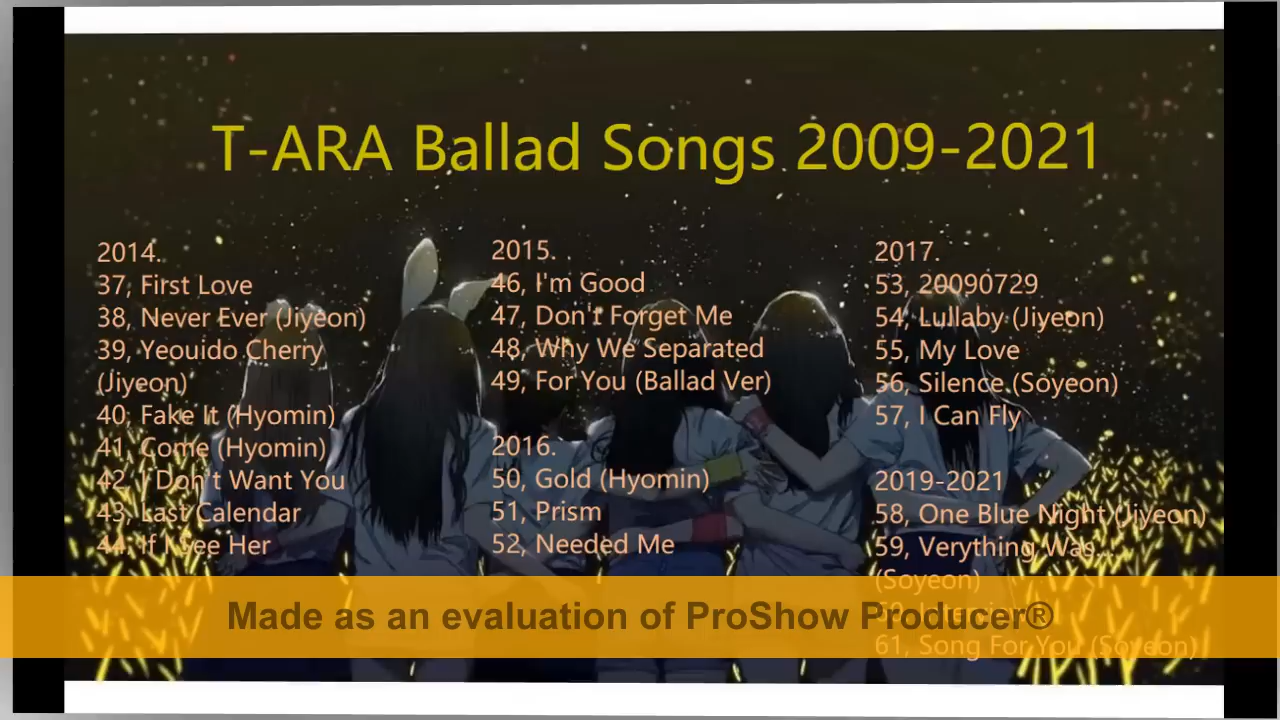 T-ARA Ballad Songs 2009-2021
2014.
37, First Love
38, Never Ever (Jiyeon)
39, Yeouido Cherry
(Jiyeon)
40, Fake It (Hyomin)
41, Come (Hyomin)
42, I Don't Want You
43, Last Calendar
44, If I See Her
2015.
46, I'm Good
47, Don't Forget Me
48, Why We Separated
49, For You (Ballad Ver)
2016.
50, Gold (Hyomin)
51, Prism
52, Needed Me
2017.
53, 20090729
54, Lullaby (Jiyeon)
55, My Love
56, Silence (Soyeon)
57, I Can Fly
2019-2021
58, One Blue Night (Jiyeon)
59, Verything Was...
(Soyeon)
61, Song For You (Soyeon)
Made as an evaluation of ProShow Producer®